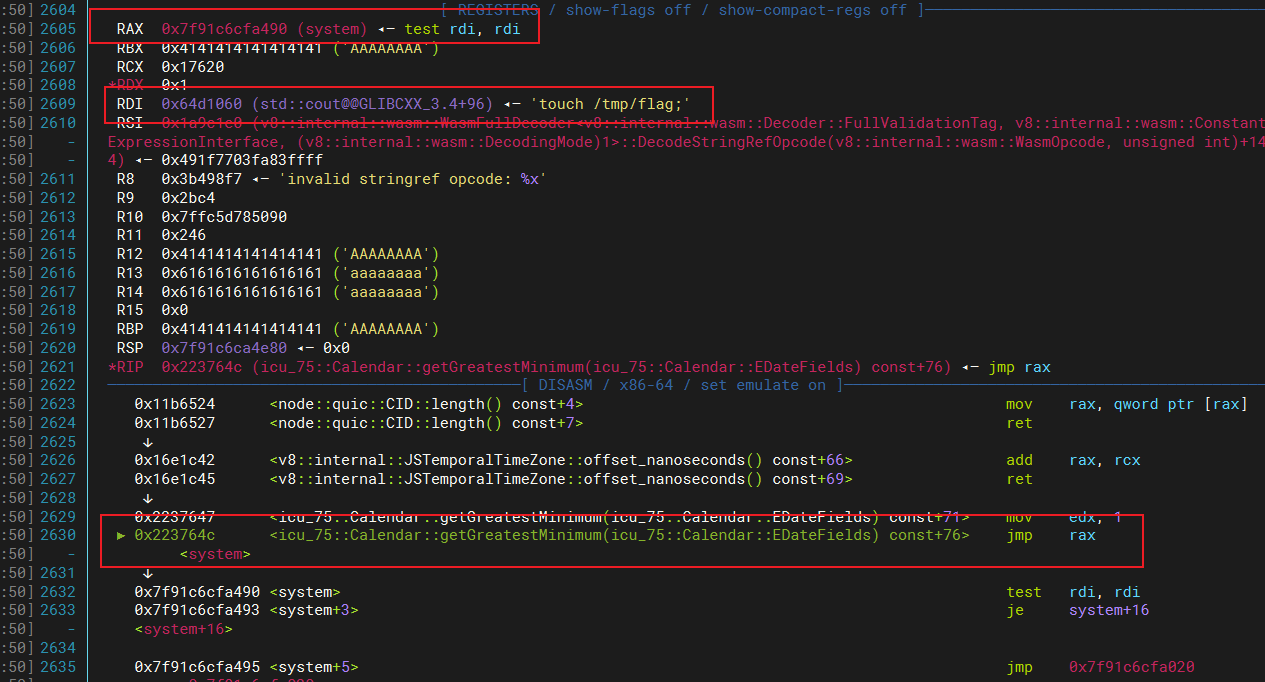 :50] 2604 [ REGISTERS / show-flags off / show-compact-regs off ]
:50] 2605 RAX 0x7f91c6cfa490 (system) ◂— test rdi, rdi
:50] 2606 RBX 0x4141414141414141 ('AAAAAAAA')
:50] 2607 RCX 0x17620
:50] 2608 *RDX 0x1
:50] 2609 RDI 0x64d1060 (std::cout@@GLIBCXX_3.4+96) ◂— 'touch /tmp/flag;'
:50] 2610 RSI 0x1a9c1c0 (v8::internal::wasm::WasmFullDecoder<v8::internal::wasm::Decoder::FullValidationTag, v8::internal::wasm::Constant
:50] - ExpressionInterface, (v8::internal::wasm::DecodingMode)1>::DecodeStringRefOpcode(v8::internal::wasm::WasmOpcode, unsigned int)+14
:50] - 4) ◂— 0x491f7703fa83ffff
:50] 2611 R8 0x3b498f7 ◂— 'invalid stringref opcode: %x'
:50] 2612 R9 0x2bc4
:50] 2613 R10 0x7ffc5d785090
:50] 2614 R11 0x246
:50] 2615 R12 0x4141414141414141 ('AAAAAAAA')
:50] 2616 R13 0x6161616161616161 ('aaaaaaaa')
:50] 2617 R14 0x6161616161616161 ('aaaaaaaa')
:50] 2618 R15 0x0
:50] 2619 RBP 0x4141414141414141 ('AAAAAAAA')
:50] 2620 RSP 0x7f91c6ca4e80 ◂— 0x0
:50] 2621 *RIP 0x223764c (icu_75::Calendar::getGreatestMinimum(icu_75::Calendar::EDateFields) const+76) ◂— jmp rax
:50] 2622 [ DISASM / x86-64 / set emulate on ]
:50] 2623 0x11b6524 <node::quic::CID::length() const+4> mov rax, qword ptr [rax]
:50] 2624 0x11b6527 <node::quic::CID::length() const+7> ret
:50] 2625 ↓
:50] 2626 0x16e1c42 <v8::internal::JSTemporalTimeZone::offset_nanoseconds() const+66> add rax, rcx
:50] 2627 0x16e1c45 <v8::internal::JSTemporalTimeZone::offset_nanoseconds() const+69> ret
:50] 2628 ↓
:50] 2629 0x2237647 <icu_75::Calendar::getGreatestMinimum(icu_75::Calendar::EDateFields) const+71> mov edx, 1
:50] 2630 ► 0x223764c <icu_75::Calendar::getGreatestMinimum(icu_75::Calendar::EDateFields) const+76> jmp rax
:50] - <system>
:50] 2631 ↓
:50] 2632 0x7f91c6cfa490 <system> test rdi, rdi
:50] 2633 0x7f91c6cfa493 <system+3> je system+16
:50] - <system+16>
:50] 2634
:50] 2635 0x7f91c6cfa495 <system+5> jmp 0x7f91c6cfa020